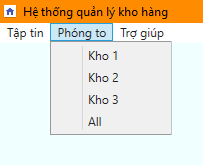 Hệ thống quản lý kho hàng
Tập tin Phóng to Trợ giúp
Kho 1
Kho 2
Kho 3
All